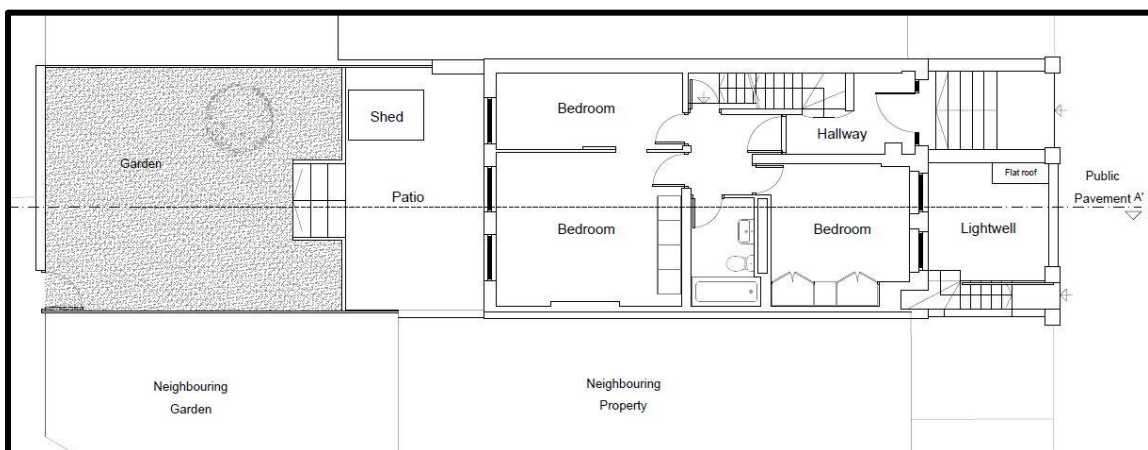 Bedroom
Shed
Hallway
Garden
Flat roof
Public
Patio
Pavement A'
Bedroom
Bedroom
Lightwell
Neighbouring
Garden
Neighbouring
Property